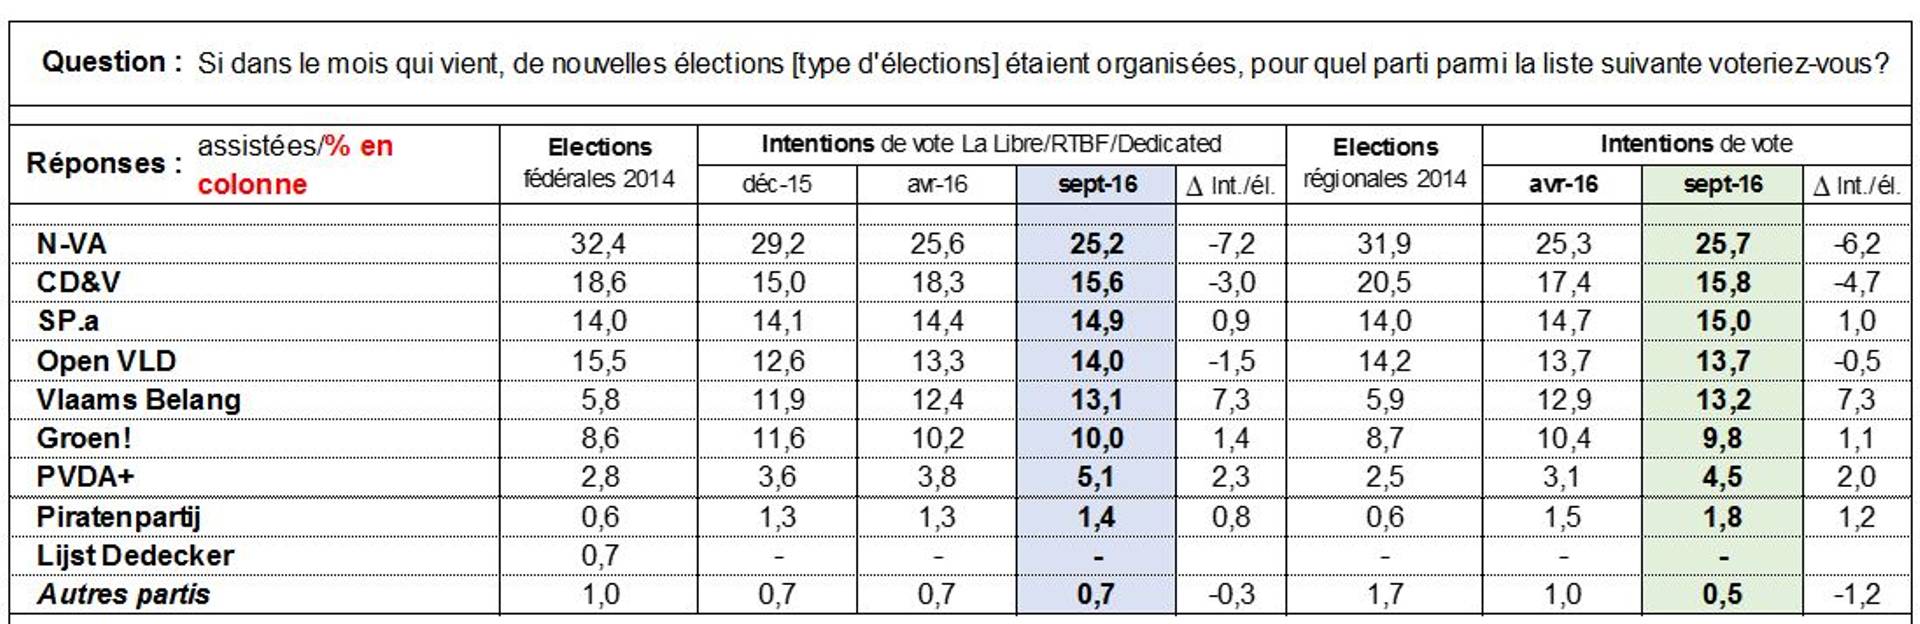 Question : Si dans le mois qui vient, de nouvelles élections [type d'élections] étaient organisées, pour quel parti parmi la liste suivante voteriez-vous?
Réponses : assistées/% en colonne Elections fédérales 2014 Intentions de vote La Libre/RTBF/Dedicated Elections régionales 2014 Intentions de vote
déc-15 avr-16 sept-16 Δ Int./él. avr-16 sept-16 Δ Int./él.
N-VA 32,4 29,2 25,6 25,2 -7,2 31,9 25,3 25,7 -6,2
CD&V 18,6 15,0 18,3 15,6 -3,0 20,5 17,4 15,8 -4,7
SP.a 14,0 14,1 14,4 14,9 0,9 14,0 14,7 15,0 1,0
Open VLD 15,5 12,6 13,3 14,0 -1,5 14,2 13,7 13,7 -0,5
Vlaams Belang 5,8 11,9 12,4 13,1 7,3 5,9 12,9 13,2 7,3
Groen! 8,6 11,6 10,2 10,0 1,4 8,7 10,4 9,8 1,1
PVDA+ 2,8 3,6 3,8 5,1 2,3 2,5 3,1 4,5 2,0
Piratenpartij 0,6 1,3 1,3 1,4 0,8 0,6 1,5 1,8 1,2
Lijst Dedecker 0,7 - - - - - -
Autres partis 1,0 0,7 0,7 0,7 -0,3 1,7 1,0 0,5 -1,2